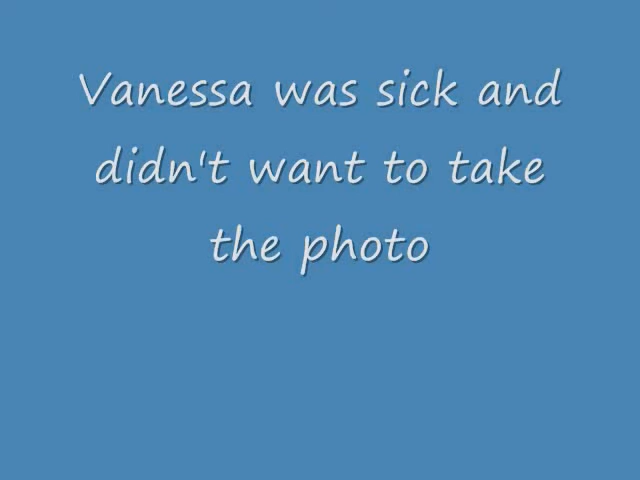 Vanessa was sick and
didn't want to take
the photo